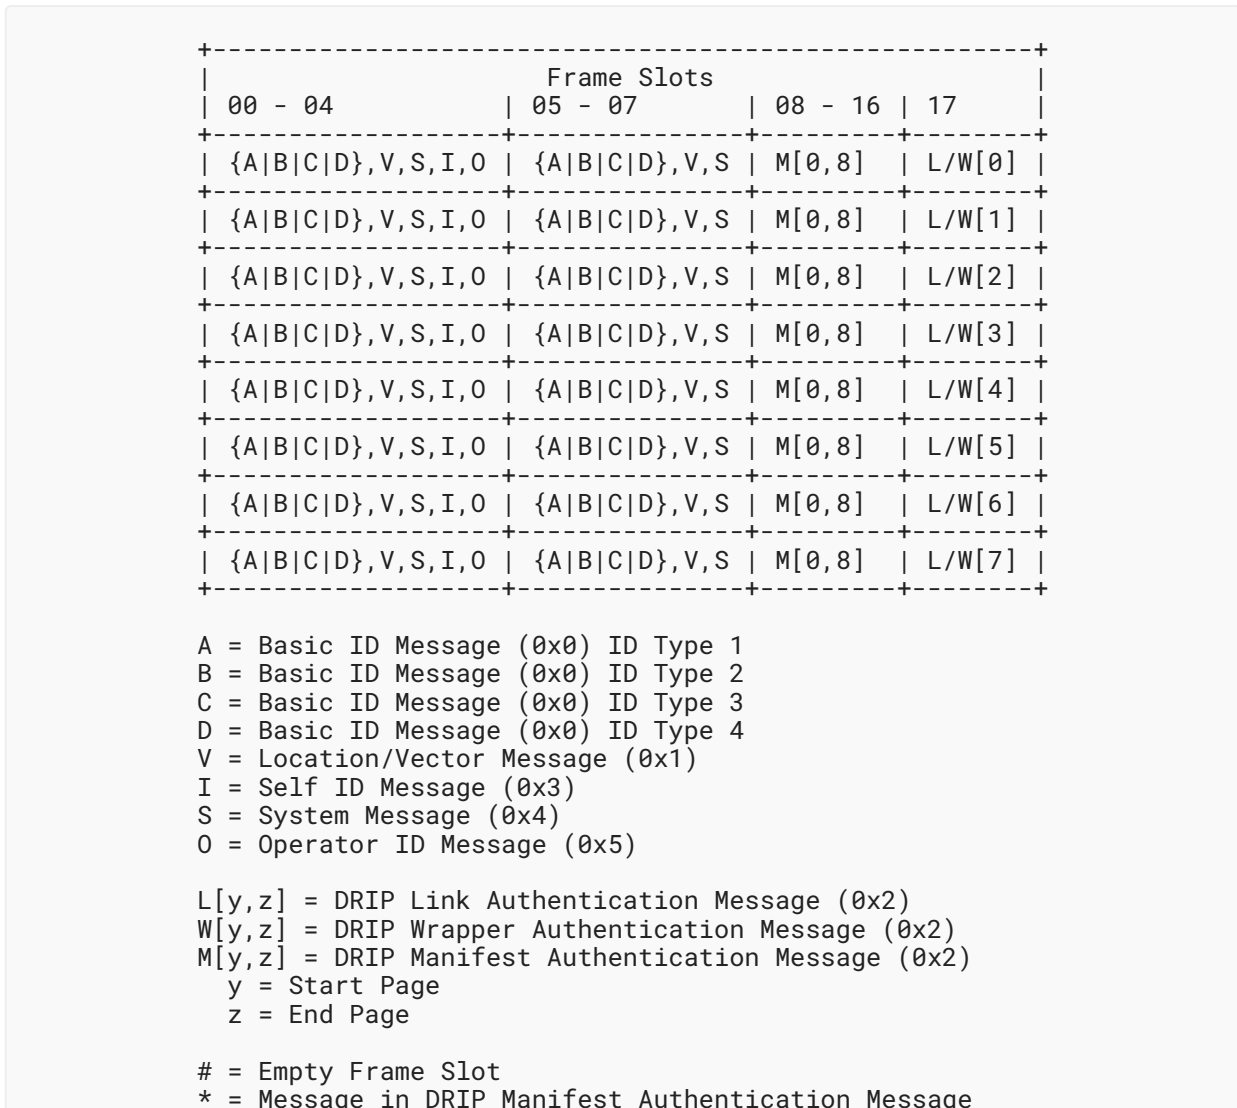 +------------------------------------------------------+
|                      Frame Slots                     |
| 00 - 04           | 05 - 07       | 08 - 16 | 17     |
+-------------------+---------------+---------+--------+
| {A|B|C|D},V,S,I,O | {A|B|C|D},V,S | M[0,8]  | L/W[0] |
+-------------------+---------------+---------+--------+
| {A|B|C|D},V,S,I,O | {A|B|C|D},V,S | M[0,8]  | L/W[1] |
+-------------------+---------------+---------+--------+
| {A|B|C|D},V,S,I,O | {A|B|C|D},V,S | M[0,8]  | L/W[2] |
+-------------------+---------------+---------+--------+
| {A|B|C|D},V,S,I,O | {A|B|C|D},V,S | M[0,8]  | L/W[3] |
+-------------------+---------------+---------+--------+
| {A|B|C|D},V,S,I,O | {A|B|C|D},V,S | M[0,8]  | L/W[4] |
+-------------------+---------------+---------+--------+
| {A|B|C|D},V,S,I,O | {A|B|C|D},V,S | M[0,8]  | L/W[5] |
+-------------------+---------------+---------+--------+
| {A|B|C|D},V,S,I,O | {A|B|C|D},V,S | M[0,8]  | L/W[6] |
+-------------------+---------------+---------+--------+
| {A|B|C|D},V,S,I,O | {A|B|C|D},V,S | M[0,8]  | L/W[7] |
+-------------------+---------------+---------+--------+

A = Basic ID Message (0x0) ID Type 1
B = Basic ID Message (0x0) ID Type 2
C = Basic ID Message (0x0) ID Type 3
D = Basic ID Message (0x0) ID Type 4
V = Location/Vector Message (0x1)
I = Self ID Message (0x3)
S = System Message (0x4)
O = Operator ID Message (0x5)

L[y,z] = DRIP Link Authentication Message (0x2)
W[y,z] = DRIP Wrapper Authentication Message (0x2)
M[y,z] = DRIP Manifest Authentication Message (0x2)
  y = Start Page
  z = End Page

# = Empty Frame Slot
* = Message in DRIP Manifest Authentication Message